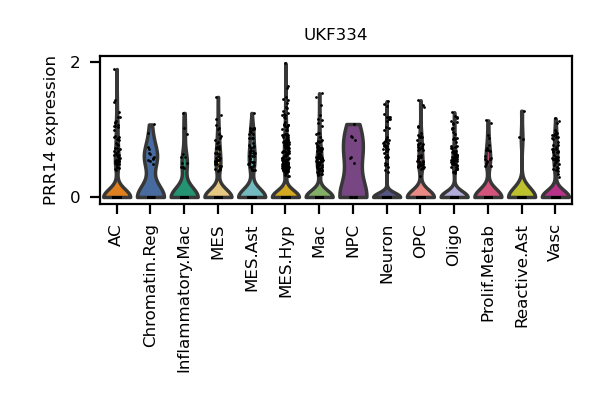 UKF334
PRR14 expression
2
0
AC
Chromatin.Reg
Inflammatory.Mac
MES
MES.Ast
MES.Hyp
Mac
NPC
Neuron
OPC
Oligo
Prolif.Metab
Reactive.Ast
Vasc